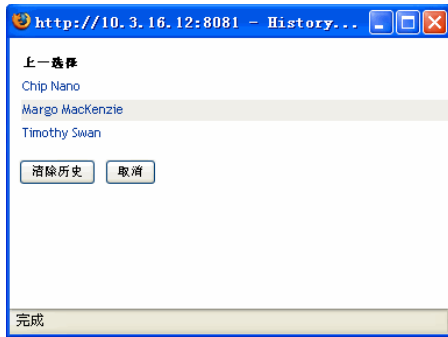 http://10.3.16.12:8081 - History...
上一选择
Chip Nano
Margo MacKenzie
Timothy Swan
清除历史 取消
完成